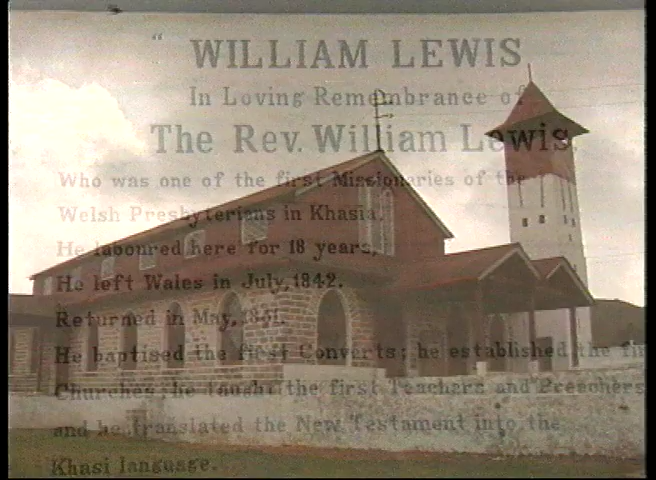 " WILLIAM LEWIS
In Loving Remembrance of
The Rev. William Lewis
Who was one of the first Missionaries of the
Welsh Presbyterians in Khasia.
He laboured here for 18 years,
He left Wales in July, 1842.
Returned in May,
He baptised the first Converts; he established the
Churches; he taught the first Teachers and Preachers
and he translated the New Testament into the
Khasi language.